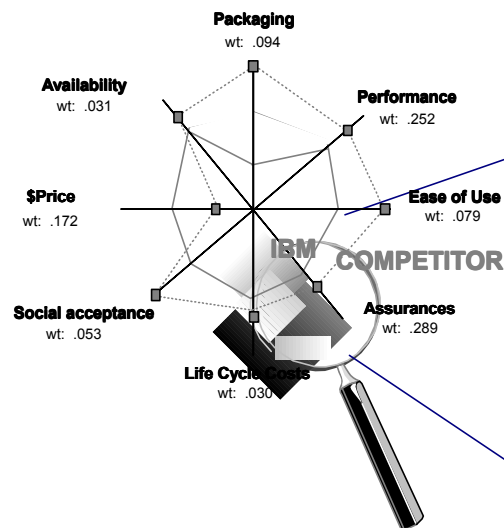 Packaging
wt: .094
Availability
wt: .031
Performance
wt: .252
$Price
wt: .172
Ease of Use
wt: .079
IBM
COMPETITOR
Social acceptance
wt: .053
Assurances
wt: .289
Life Cycle Costs
wt: .030